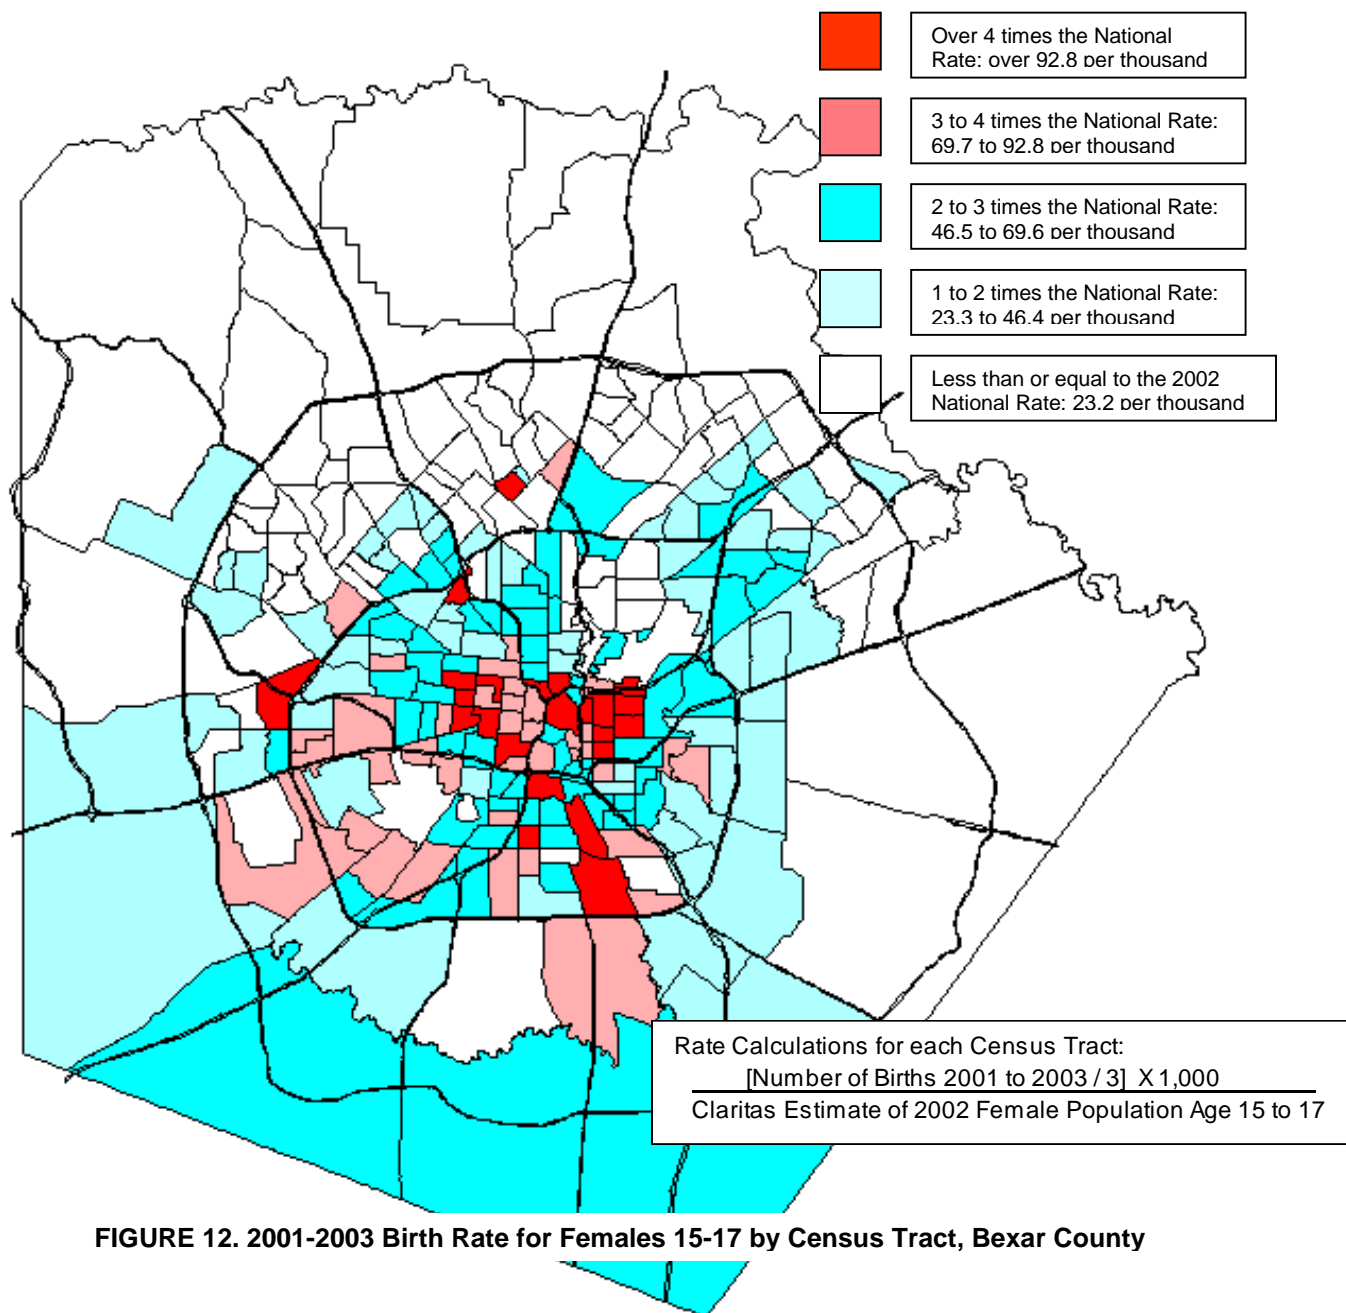 Over 4 times the National
Rate: over 92.8 per thousand
3 to 4 times the National Rate:
69.7 to 92.8 per thousand
2 to 3 times the National Rate:
46.5 to 69.6 per thousand
1 to 2 times the National Rate:
23.3 to 46.4 per thousand
Less than or equal to the 2002
National Rate: 23.2 per thousand
Rate Calculations for each Census Tract:
[Number of Births 2001 to 2003 / 3] X 1,000
Claritas Estimate of 2002 Female Population Age 15 to 17
FIGURE 12. 2001-2003 Birth Rate for Females 15-17 by Census Tract, Bexar County